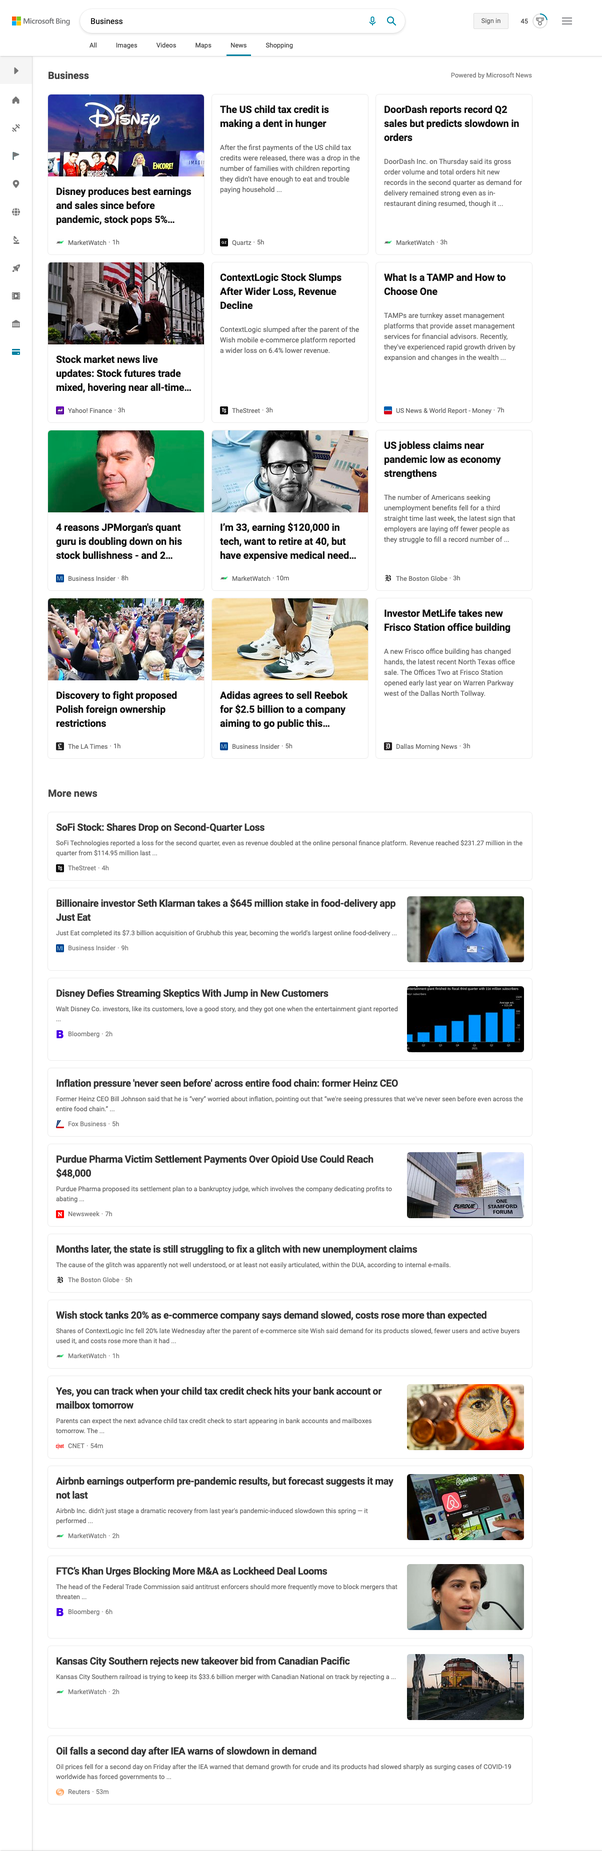 Microsoft Bing
Business
Sign in
45
All
Images
Videos
Maps
News
Shopping
Business
Powered by Microsoft News
DISNEY
ENCORE!
Disney produces best earnings
and sales since before
pandemic, stock pops 5%...
MarketWatch · 1h
The US child tax credit is
making a dent in hunger
After the first payments of the US child tax
credits were released, there was a drop in the
number of families with children reporting
they didn't have enough to eat and trouble
paying household ...
Quartz · 5h
DoorDash reports record Q2
sales but predicts slowdown in
orders
DoorDash Inc. on Thursday said its gross
order volume and total orders hit new
records in the second quarter as demand for
delivery remained strong even as in-
restaurant dining resumed, though it ...
MarketWatch · 3h
Stock market news live
updates: Stock futures trade
mixed, hovering near all-time...
Yahoo! Finance · 3h
ContextLogic Stock Slumps
After Wider Loss, Revenue
Decline
ContextLogic slumped after the parent of the
Wish mobile e-commerce platform reported
a wider loss on 6.4% lower revenue.
TheStreet · 3h
What Is a TAMP and How to
Choose One
TAMPs are turnkey asset management
platforms that provide asset management
services for financial advisors. Recently,
they've experienced rapid growth driven by
expansion and changes in the wealth ...
US News & World Report - Money · 7h
4 reasons JPMorgan's quant
guru is doubling down on his
stock bullishness - and 2...
Business Insider · 8h
I'm 33, earning $120,000 in
tech, want to retire at 40, but
have expensive medical need...
MarketWatch · 10m
US jobless claims near
pandemic low as economy
strengthens
The number of Americans seeking
unemployment benefits fell for a third
straight time last week, the latest sign that
employers are laying off fewer people as
they struggle to fill a record number of ...
The Boston Globe · 3h
Discovery to fight proposed
Polish foreign ownership
restrictions
The LA Times · 1h
Adidas agrees to sell Reebok
for $2.5 billion to a company
aiming to go public this...
Business Insider · 5h
Investor MetLife takes new
Frisco Station office building
A new Frisco office building has changed
hands, the latest recent North Texas office
sale. The Offices Two at Frisco Station
opened early last year on Warren Parkway
west of the Dallas North Tollway.
Dallas Morning News · 3h
More news
SoFi Stock: Shares Drop on Second-Quarter Loss
SoFi Technologies reported a loss for the second quarter, even as revenue doubled at the online personal finance platform. Revenue reached $231.27 million in the
quarter from $114.95 million last ...
TheStreet · 4h
Billionaire investor Seth Klarman takes a $645 million stake in food-delivery app
Just Eat
Just Eat completed its $7.3 billion acquisition of Grubhub this year, becoming the world's largest online food-delivery ...
Business Insider · 9h
Disney Defies Streaming Skeptics With Jump in New Customers
Walt Disney Co. investors, like its customers, love a good story, and they got one when the entertainment giant reported
...
Bloomberg · 2h
Inflation pressure 'never seen before' across entire food chain: former Heinz CEO
Former Heinz CEO Bill Johnson said that he is "very" worried about inflation, pointing out that "we're seeing pressures that we've never seen before even across the
entire food chain." ...
Fox Business · 5h
Purdue Pharma Victim Settlement Payments Over Opioid Use Could Reach
$48,000
Purdue Pharma proposed its settlement plan to a bankruptcy judge, which involves the company dedicating profits to
abating ...
Newsweek · 7h
PURDUE
ONE
STAMFORD
FORUM
Months later, the state is still struggling to fix a glitch with new unemployment claims
The cause of the glitch was apparently not well understood, or at least not easily articulated, within the DUA, according to internal e-mails.
The Boston Globe · 5h
Wish stock tanks 20% as e-commerce company says demand slowed, costs rose more than expected
Shares of ContextLogic Inc fell 20% late Wednesday after the parent of e-commerce site Wish said demand for its products slowed, fewer users and active buyers
used it, and costs rose more than it had ...
MarketWatch · 1h
Yes, you can track when your child tax credit check hits your bank account or
mailbox tomorrow
Parents can expect the next advance child tax credit check to start appearing in bank accounts and mailboxes
tomorrow. The ...
CNET · 54m
Airbnb earnings outperform pre-pandemic results, but forecast suggests it may
not last
Airbnb Inc. didn't just stage a dramatic recovery from last year's pandemic-induced slowdown this spring — it
performed ...
MarketWatch · 2h
airbnb
FTC's Khan Urges Blocking More M&A as Lockheed Deal Looms
The head of the Federal Trade Commission said antitrust enforcers should more frequently move to block mergers that
threaten ...
Bloomberg · 6h
Kansas City Southern rejects new takeover bid from Canadian Pacific
Kansas City Southern railroad is trying to keep its $33.6 billion merger with Canadian National on track by rejecting a ...
MarketWatch · 2h
Oil falls a second day after IEA warns of slowdown in demand
Oil prices fell for a second day on Friday after the IEA warned that demand growth for crude and its products had slowed sharply as surging cases of COVID-19
worldwide has forced governments to ...
Reuters · 53m